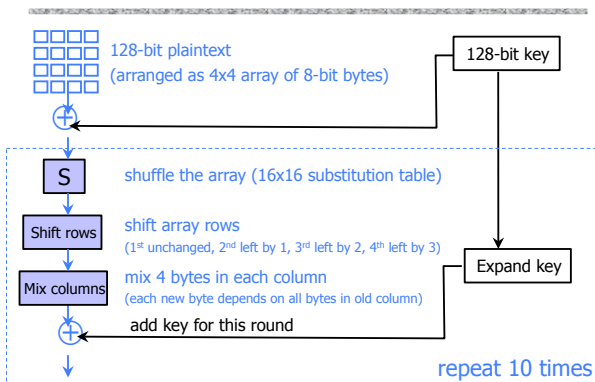 128-bit plaintext
(arranged as 4x4 array of 8-bit bytes)
128-bit key
S
shuffle the array (16x16 substitution table)
Shift rows
shift array rows
(1st unchanged, 2nd left by 1, 3rd left by 2, 4th left by 3)
Expand key
Mix columns
mix 4 bytes in each column
(each new byte depends on all bytes in old column)
add key for this round
repeat 10 times